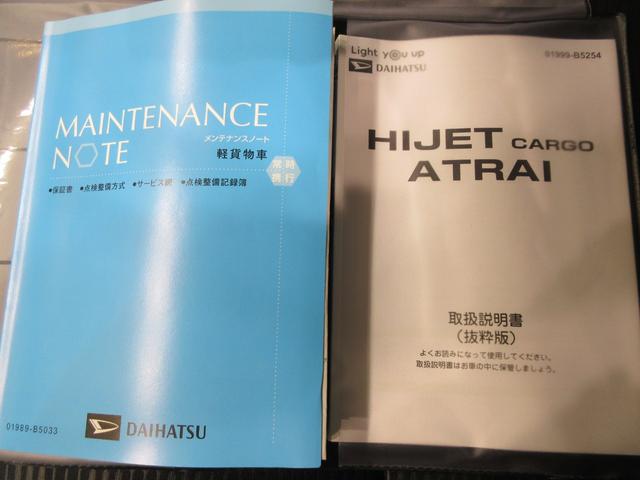 MAINTENANCE
NOTE
メンテナンスノート
軽貨物車
常時
携行
●保証書 ●点検整備方式 ●サービス網 ●点検整備記録簿
01989-B5033
DAIHATSU
Light you up
DAIHATSU
01999-B5254
HIJET CARGO
ATRAI
取扱説明書
（抜粋版）
よくお読みになって使用してください。
取扱説明書はお車の中に保管しましょう。